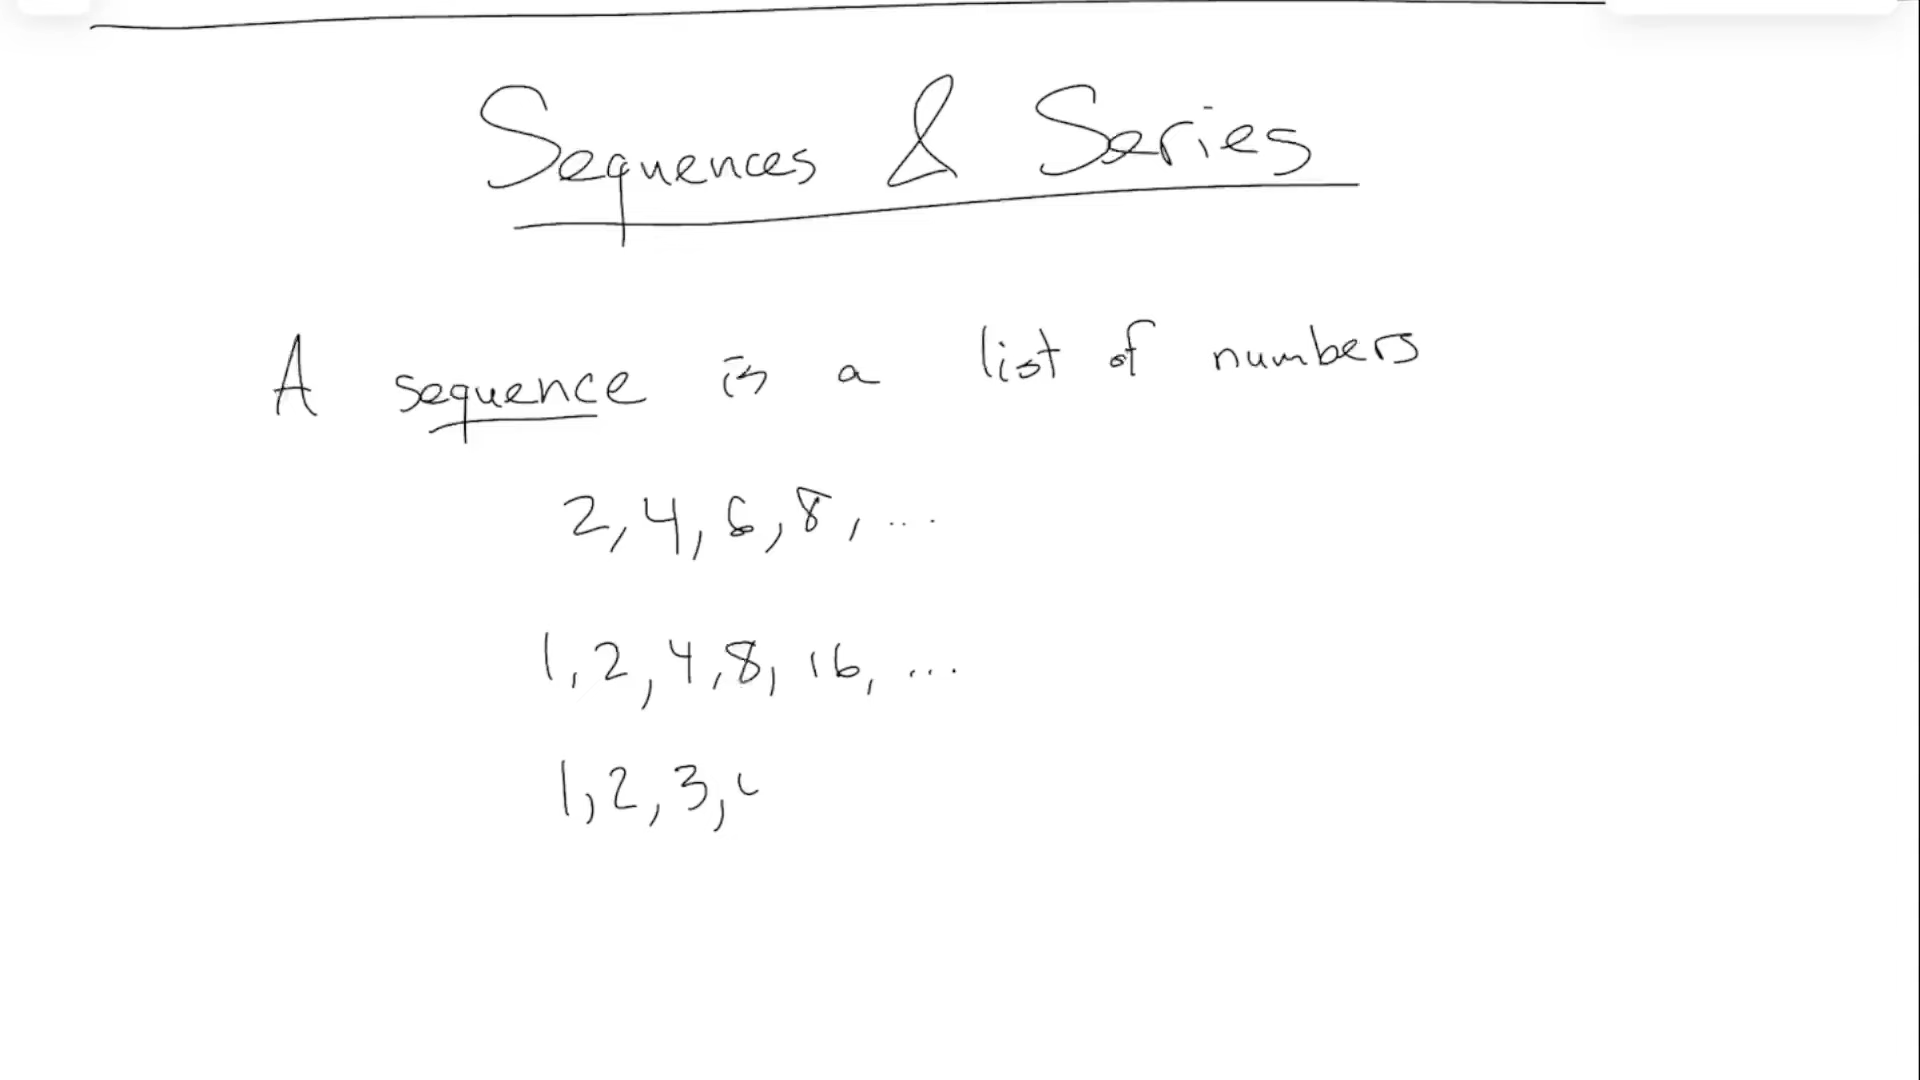 Sequences & Series
A sequence is a list of numbers
2, 4, 6, 8, ...
1, 2, 4, 8, 16, ...
1, 2, 3,